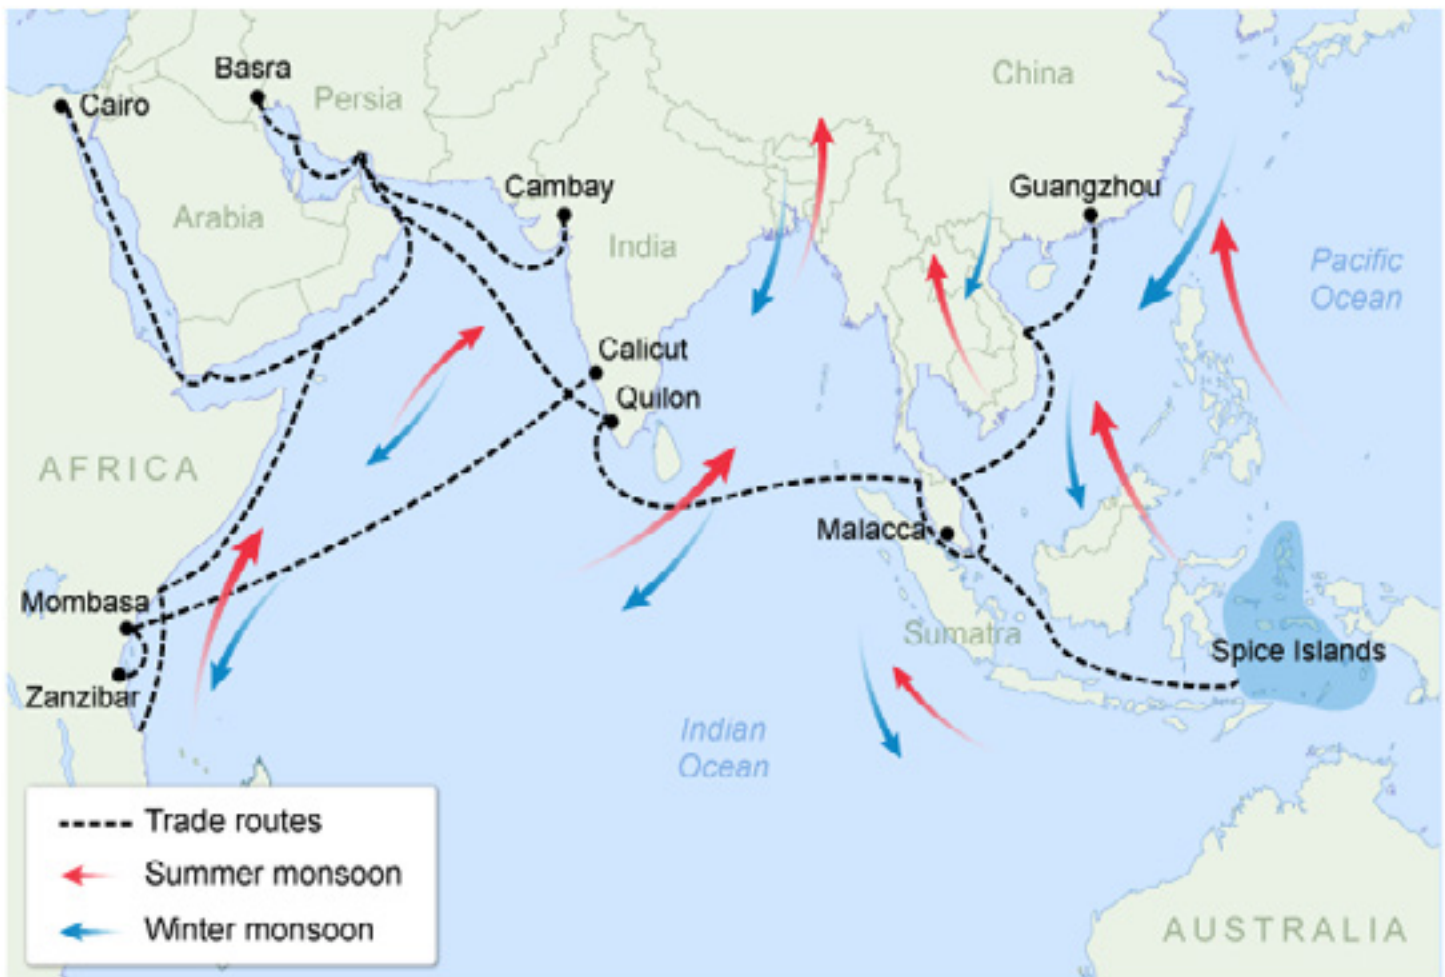 Basra
China
Cairo
Persia
Cambay
Guangzhou
Arabia
India
Pacific
Ocean
Calicut
Quilon
AFRICA
Malacca
Mombasa
Sumatra
Spice Islands
Zanzibar
Indian
Ocean
Trade routes
Summer monsoon
Winter monsoon
AUSTRALIA